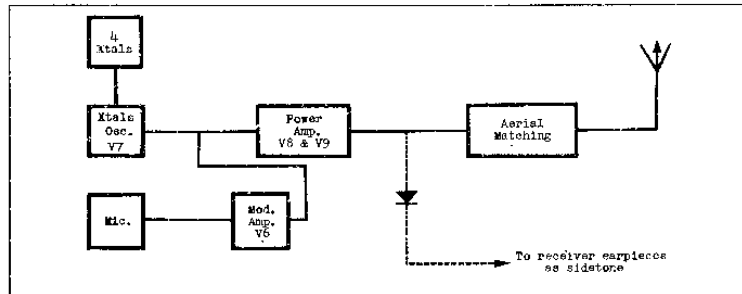 4
Xtals
Xtals
Osc.
V7
Power
Amp.
V8 & V9
Aerial
Matching
Mic.
Mod.
Amp.
V6
To receiver earpieces
as sidetone